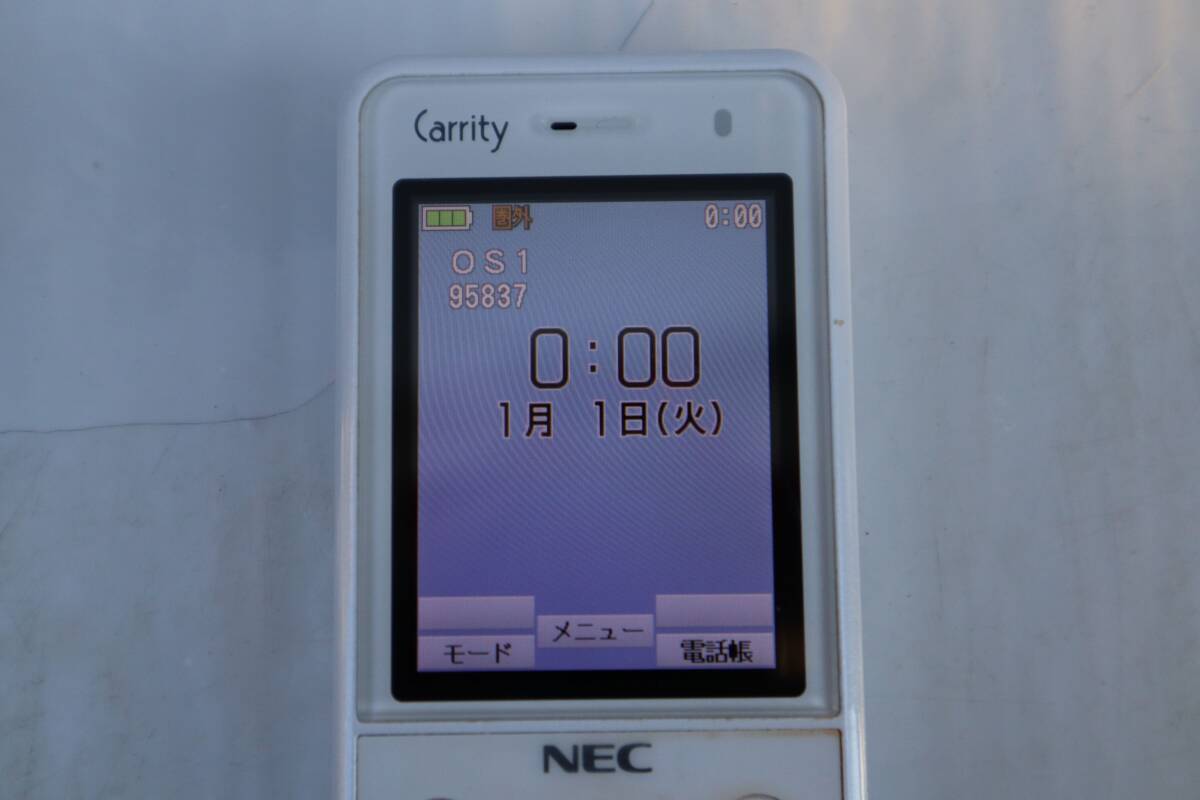 Carrity
圏外 0:00
OS1
95837
0:00
1月 1日(火)
メニュー
モード 電話帳
NEC